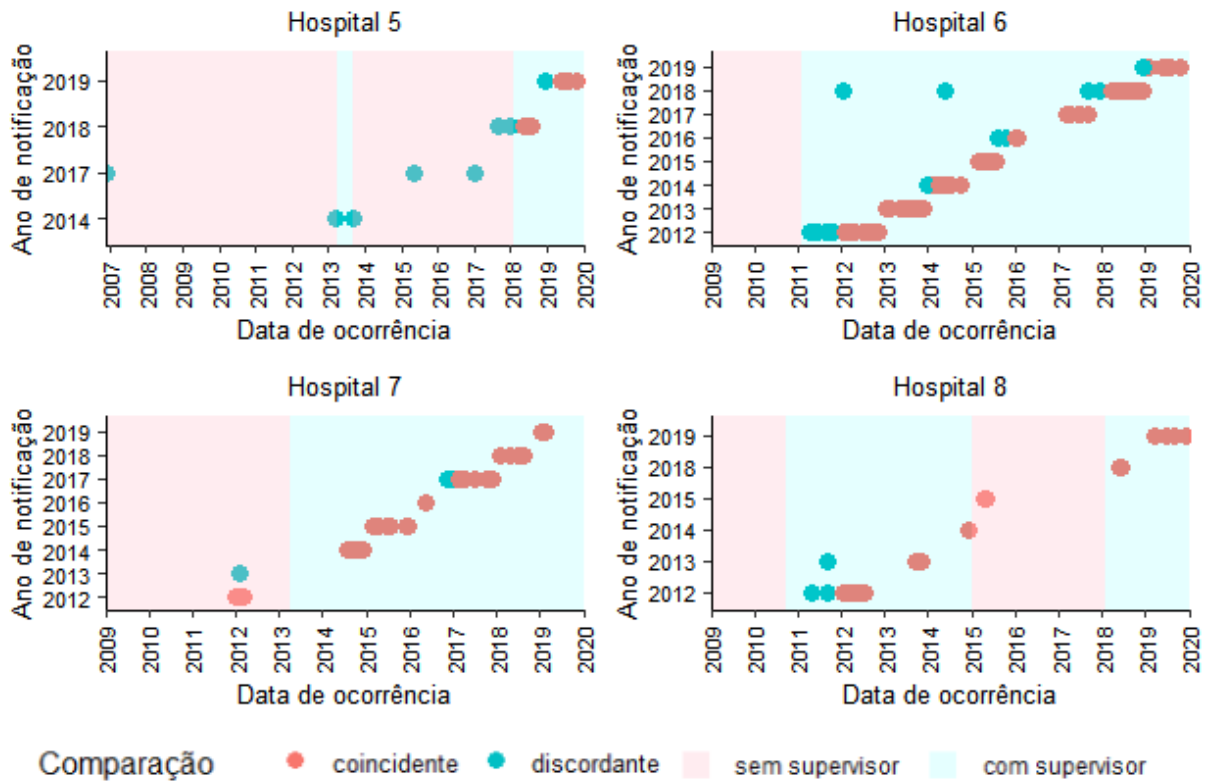 Hospital 5
Ano de notificação
2019
2018
2017
2014
2007 2008 2009 2010 2011 2012 2013 2014 2015 2016 2017 2018 2019 2020
Data de ocorrência
Hospital 6
Ano de notificação
2019
2018
2017
2016
2015
2014
2013
2012
2009 2010 2011 2012 2013 2014 2015 2016 2017 2018 2019 2020
Data de ocorrência
Hospital 7
Ano de notificação
2019
2018
2017
2016
2015
2014
2013
2012
2009 2010 2011 2012 2013 2014 2015 2016 2017 2018 2019 2020
Data de ocorrência
Hospital 8
Ano de notificação
2019
2018
2015
2014
2013
2012
2009 2010 2011 2012 2013 2014 2015 2016 2017 2018 2019 2020
Data de ocorrência
Comparação coincidente discordante sem supervisor com supervisor